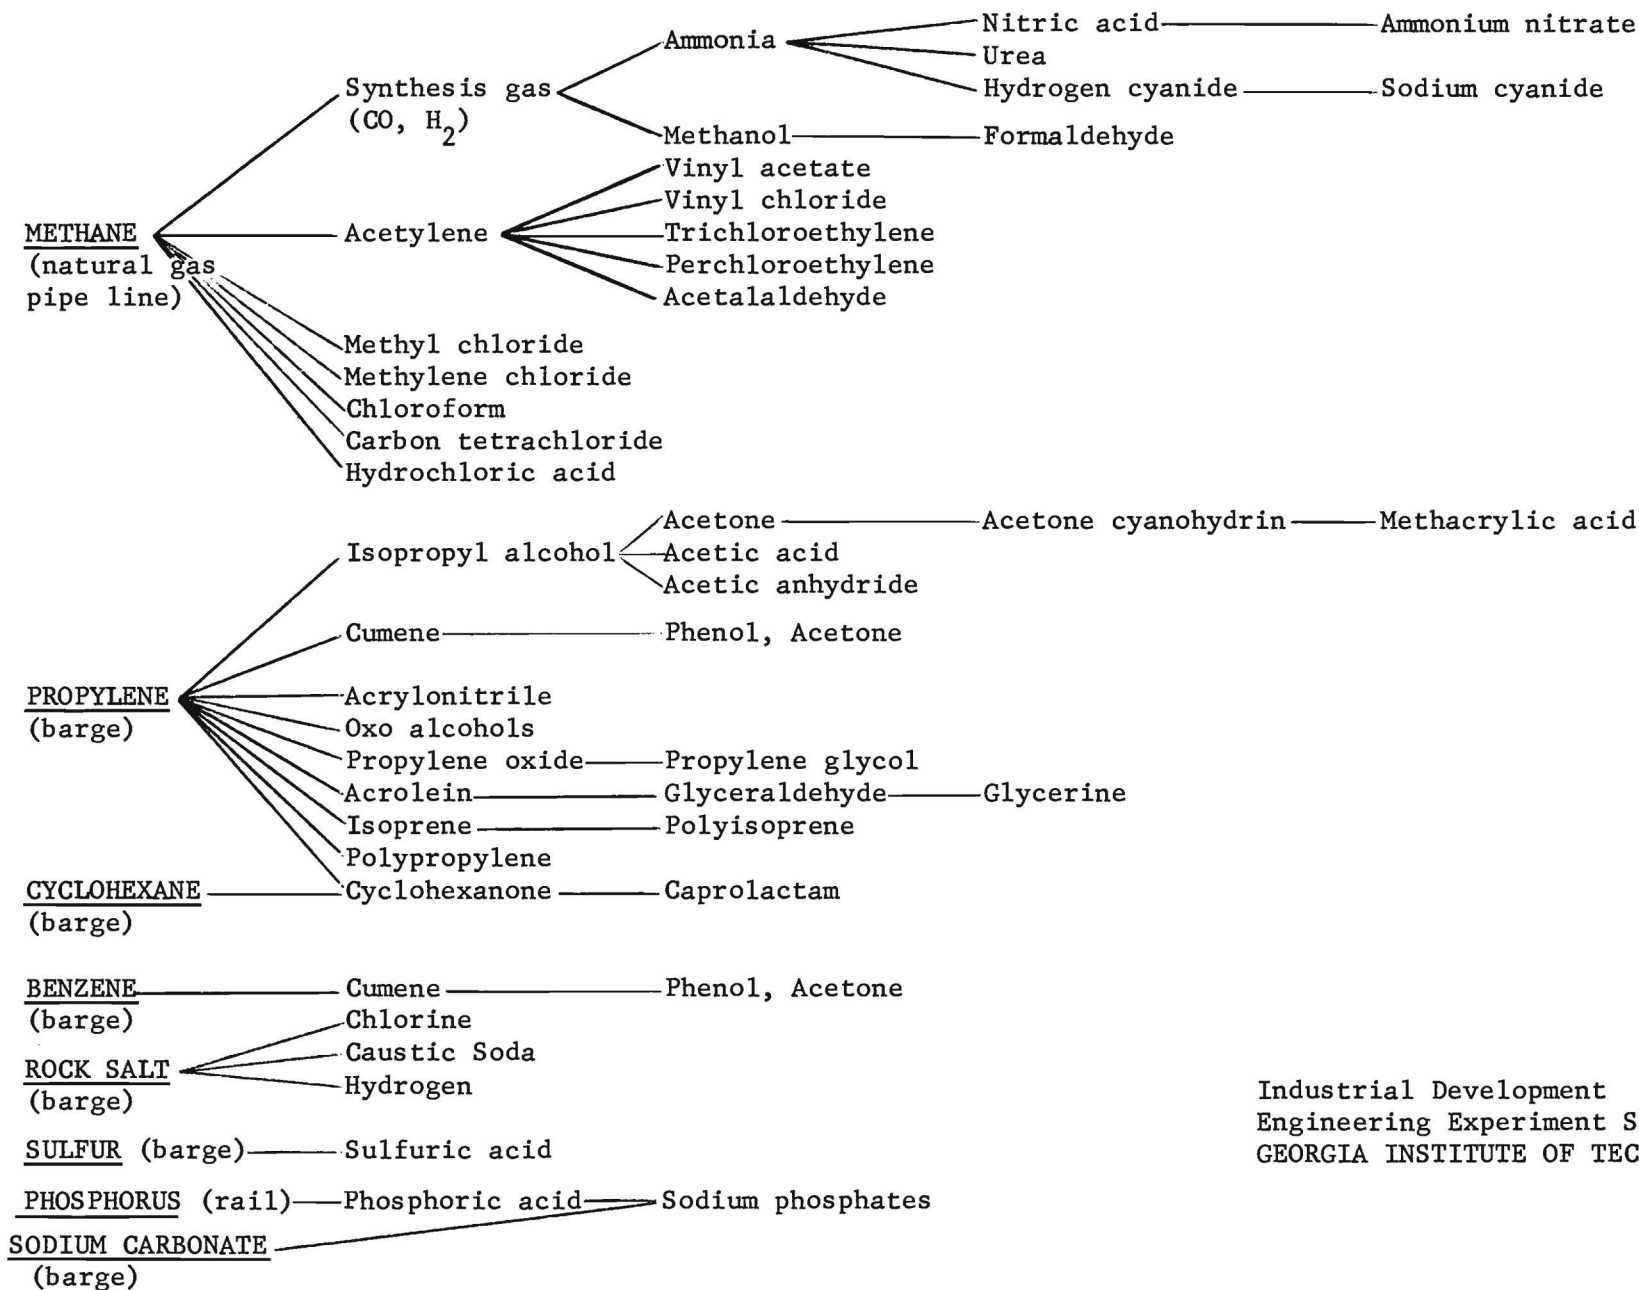 Nitric acid Ammonium nitrate
Ammonia
Urea
Synthesis gas Hydrogen cyanide Sodium cyanide
(CO, H2)
Methanol Formaldehyde
Vinyl acetate
Vinyl chloride
METHANE Acetylene Trichloroethylene
(natural gas Perchloroethylene
pipe line) Acetalaldehyde
Methyl chloride
Methylene chloride
Chloroform
Carbon tetrachloride
Hydrochloric acid
Acetone Acetone cyanohydrin Methacrylic acid
Isopropyl alcohol Acetic acid
Acetic anhydride
Cumene Phenol, Acetone
PROPYLENE Acrylonitrile
(barge) Oxo alcohols
Propylene oxide Propylene glycol
Acrolein Glyceraldehyde Glycerine
Isoprene Polyisoprene
Polypropylene
CYCLOHEXANE Cyclohexanone Caprolactam
(barge)
BENZENE Cumene Phenol, Acetone
(barge) Chlorine
Caustic Soda
ROCK SALT
Hydrogen
(barge)
Industrial Development
Engineering Experiment S
GEORGIA INSTITUTE OF TEC
SULFUR (barge) Sulfuric acid
PHOSPHORUS (rail) Phosphoric acid Sodium phosphates
SODIUM CARBONATE
(barge)